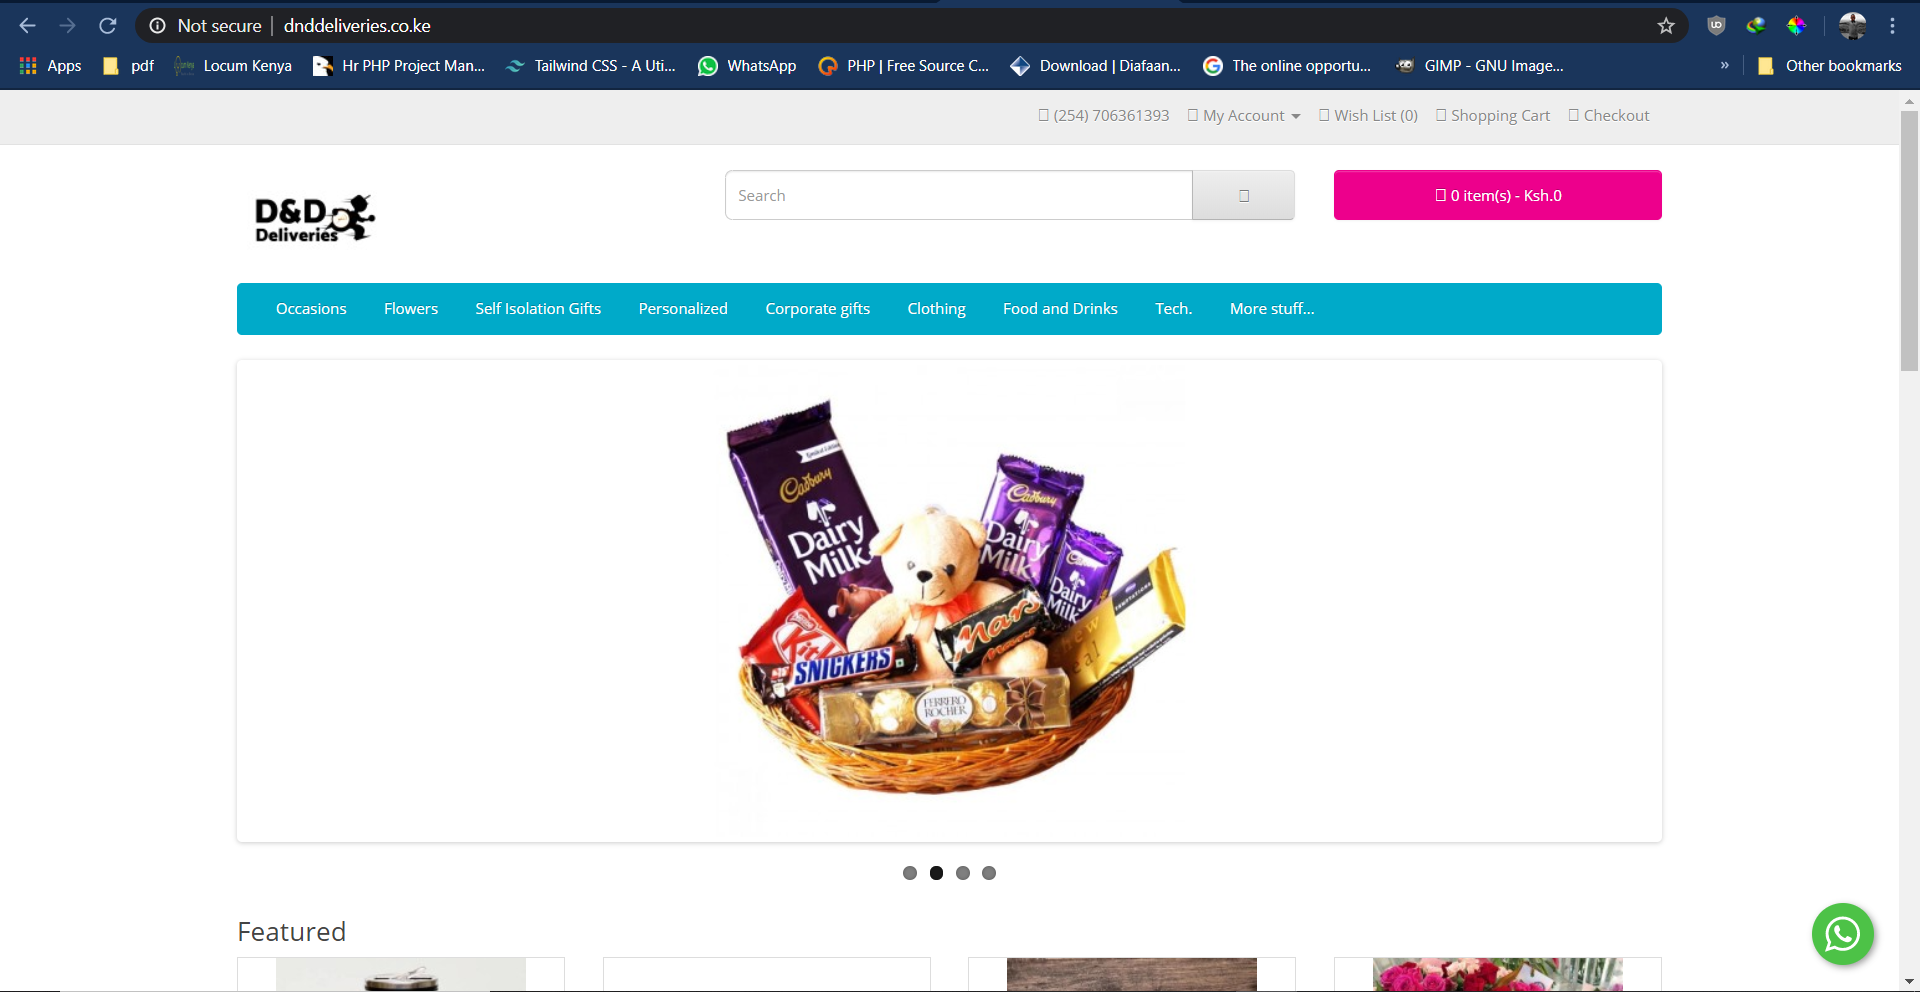 Not secure | dnddeliveries.co.ke
Apps pdf Locum Kenya Hr PHP Project Man... Tailwind CSS - A Uti... WhatsApp PHP | Free Source C... Download | Diafaan... The online opportu... GIMP - GNU Image... » Other bookmarks
(254) 706361393 My Account Wish List (0) Shopping Cart Checkout
Search
0 item(s) - Ksh.0
D&D
Deliveries
Occasions Flowers Self Isolation Gifts Personalized Corporate gifts Clothing Food and Drinks Tech. More stuff...
Cadbury
Dairy
Milk
Cadbury
Dairy
Milk
Dairy
Milk
Mars
SNICKERS
FERRERO
ROCHER
Featured